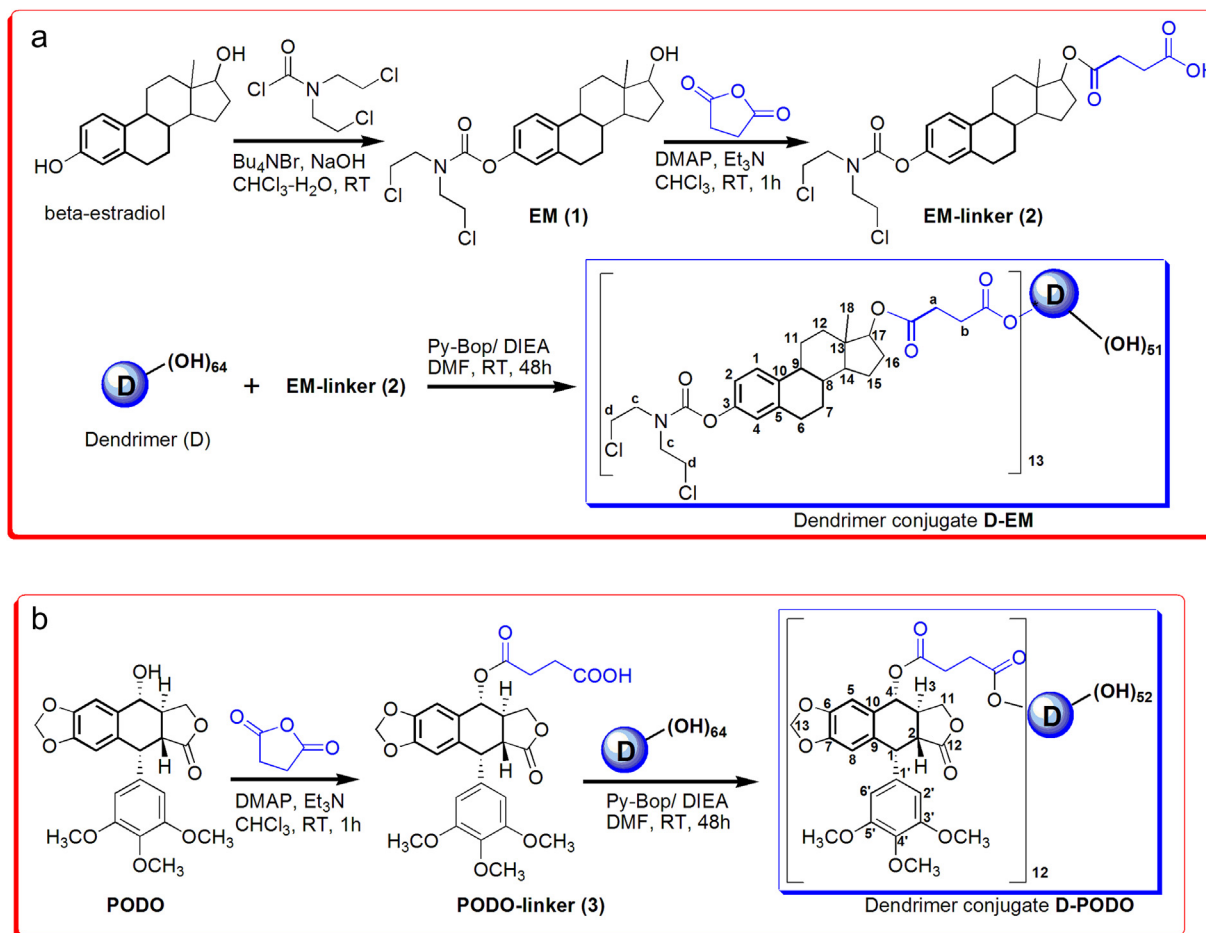 a
OH
HO
beta-estradiol
O
Cl
N
Cl
Cl
Bu₄NBr, NaOH
CHCl₃-H₂O, RT
OH
O
N
O
Cl
Cl
EM (1)
O
O
O
DMAP, Et₃N
CHCl₃, RT, 1h
O
O
OH
O
O
N
O
Cl
Cl
EM-linker (2)
D
(OH)₆₄
Dendrimer (D)
+
EM-linker (2)
Py-Bop/ DIEA
DMF, RT, 48h
O
a
O
18
O
b
O
D
12
17
11
13
16
(OH)₅₁
1
9
14
15
2
10
8
O
d
c
N
O
3
5
7
4
6
Cl
c
d
Cl
13
Dendrimer conjugate D-EM
b
OH
H
O
O
O
H
O
H₃CO
OCH₃
OCH₃
PODO
O
O
O
DMAP, Et₃N
CHCl₃, RT, 1h
O
COOH
O
H
O
O
O
H
O
H₃CO
OCH₃
OCH₃
PODO-linker (3)
D
(OH)₆₄
Py-Bop/ DIEA
DMF, RT, 48h
O
O
O
O
4
H
3
5
10
11
O
6
13
O
7
8
9
1
2
O
12
H
O
1'
6'
2'
5'
3'
4'
H₃CO
OCH₃
OCH₃
12
D
(OH)₅₂
Dendrimer conjugate D-PODO